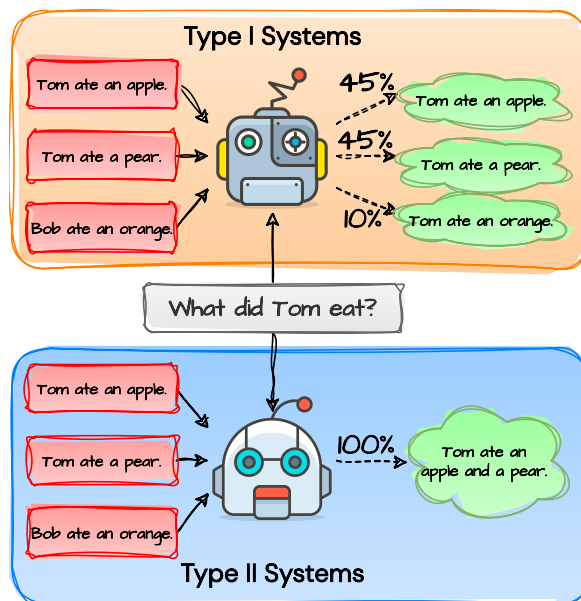 Type I Systems
Tom ate an apple.
45%
Tom ate an apple.
Tom ate a pear.
45%
Tom ate a pear.
Bob ate an orange.
10%
Tom ate an orange.
What did Tom eat?
Tom ate an apple.
Tom ate a pear.
100%
Tom ate an
apple and a pear.
Bob ate an orange.
Type II Systems